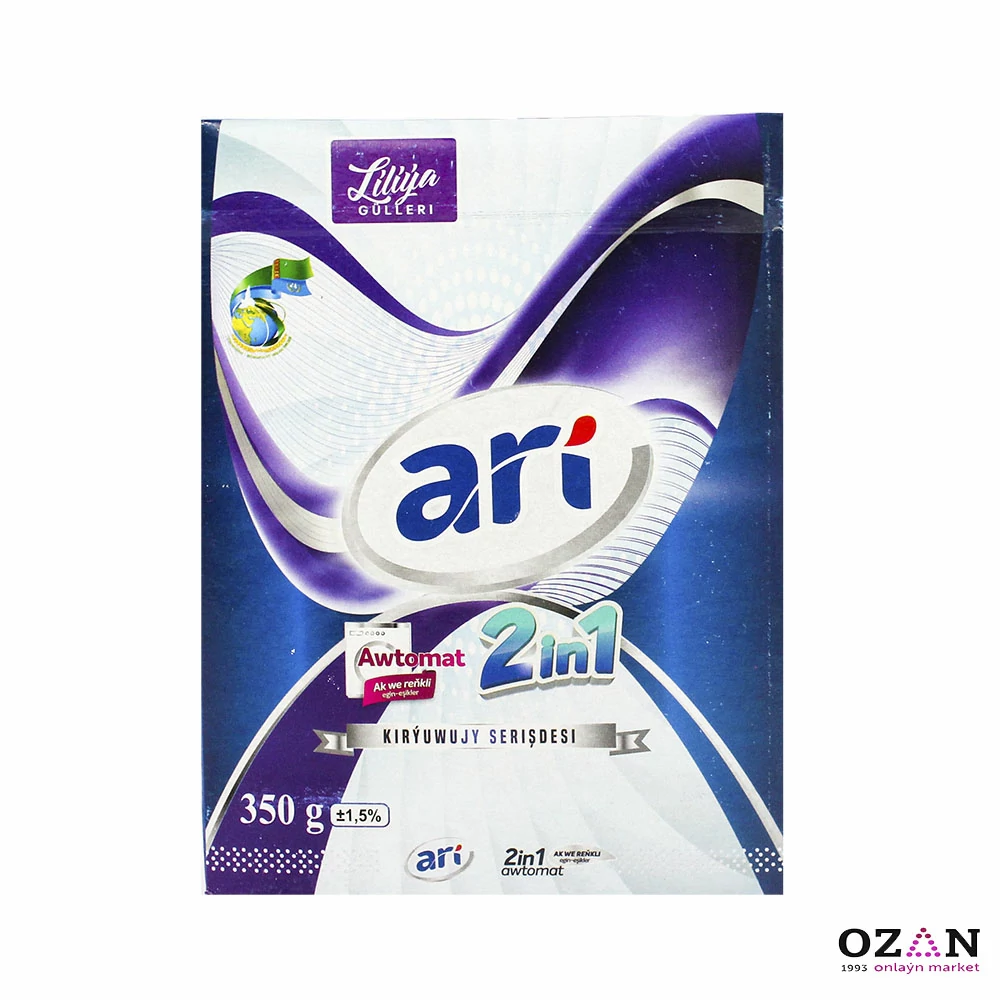 Liliýa
GÜLLERI
ari
2in1
Awtomat
Ak we reňkli
egin-eşikler
KIRÝUWUJY SERIŞDESI
350 g ±1,5%
ari
2in1
awtomat
AK WE REŇKLI
egin-eşikler
OZAN
1993 onlaýn market